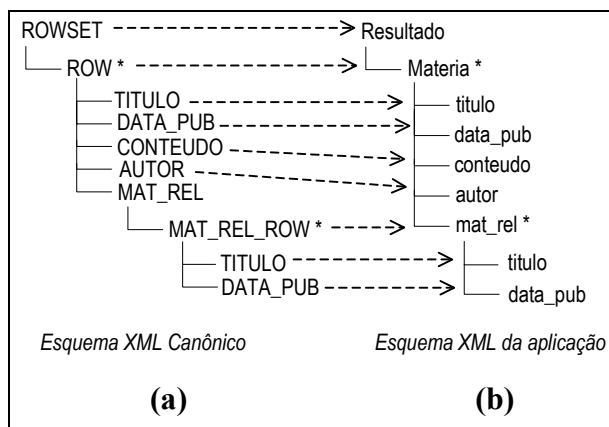 ROWSET Resultado
ROW * Materia *
TITULO titulo
DATA_PUB data_pub
CONTEUDO conteudo
AUTOR autor
MAT_REL mat_rel *
MAT_REL_ROW *
TITULO titulo
DATA_PUB data_pub
Esquema XML Canônico Esquema XML da aplicação
(a) (b)